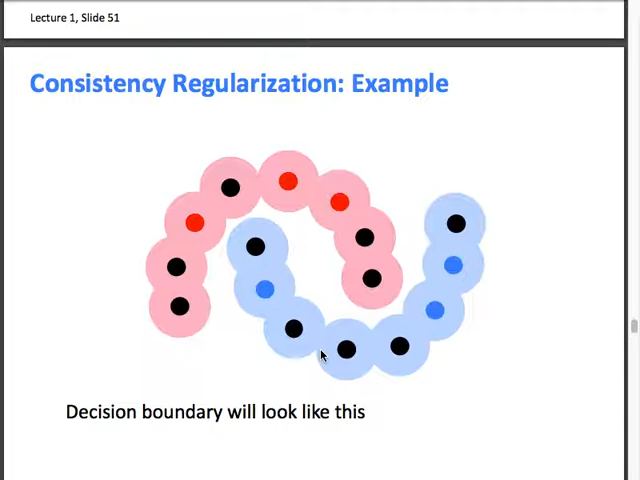 Lecture 1, Slide 51
Consistency Regularization: Example
Decision boundary will look like this